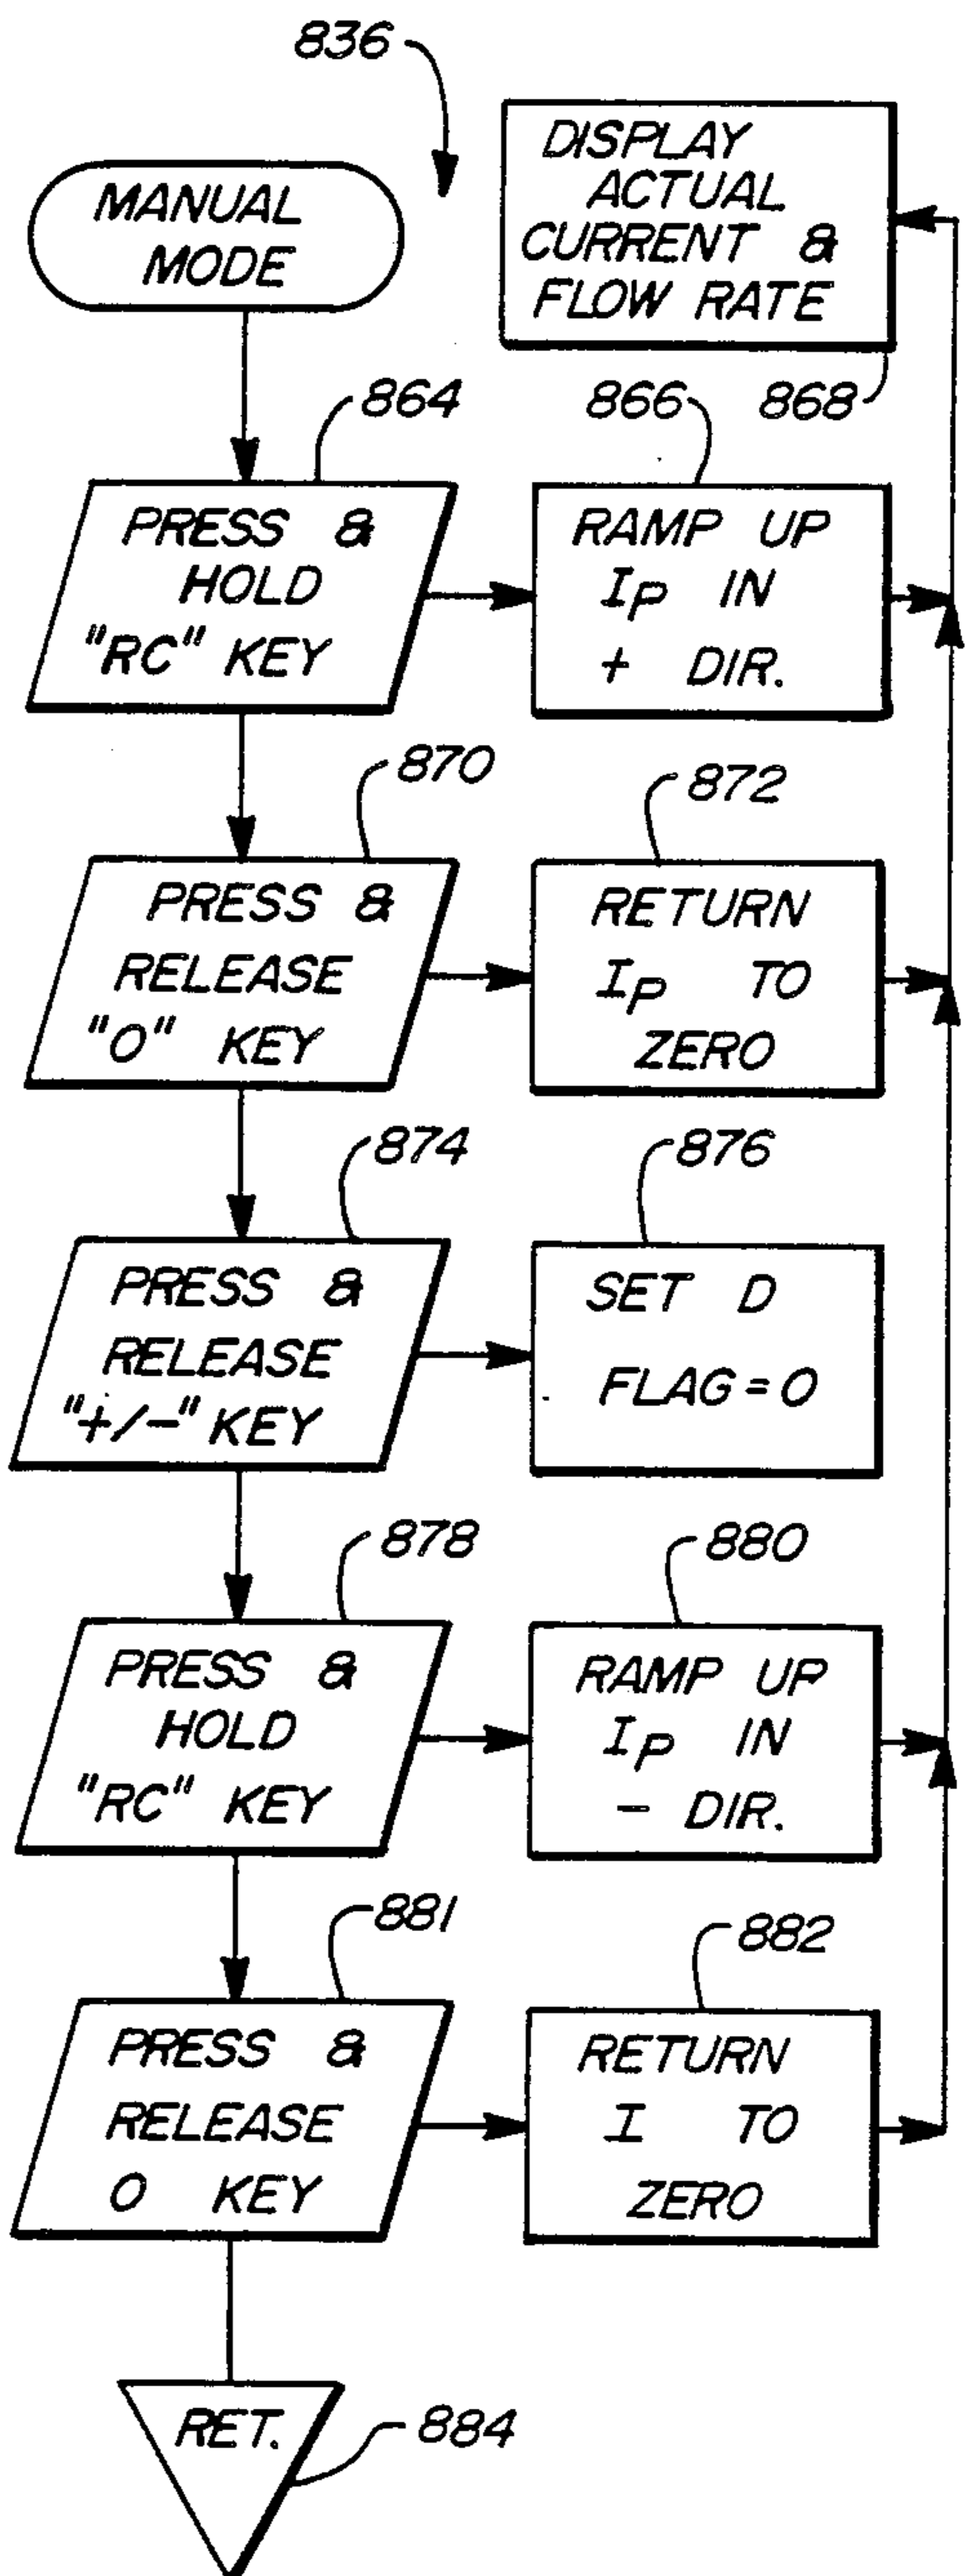 836
MANUAL
MODE
DISPLAY
ACTUAL
CURRENT &
FLOW RATE
868
864
PRESS &
HOLD
"RC" KEY
866
RAMP UP
IP IN
+ DIR.
870
PRESS &
RELEASE
"O" KEY
872
RETURN
IP TO
ZERO
874
PRESS &
RELEASE
"+/-" KEY
876
SET D
FLAG = O
878
PRESS &
HOLD
"RC" KEY
880
RAMP UP
IP IN
- DIR.
881
PRESS &
RELEASE
O KEY
882
RETURN
I TO
ZERO
RET.
884